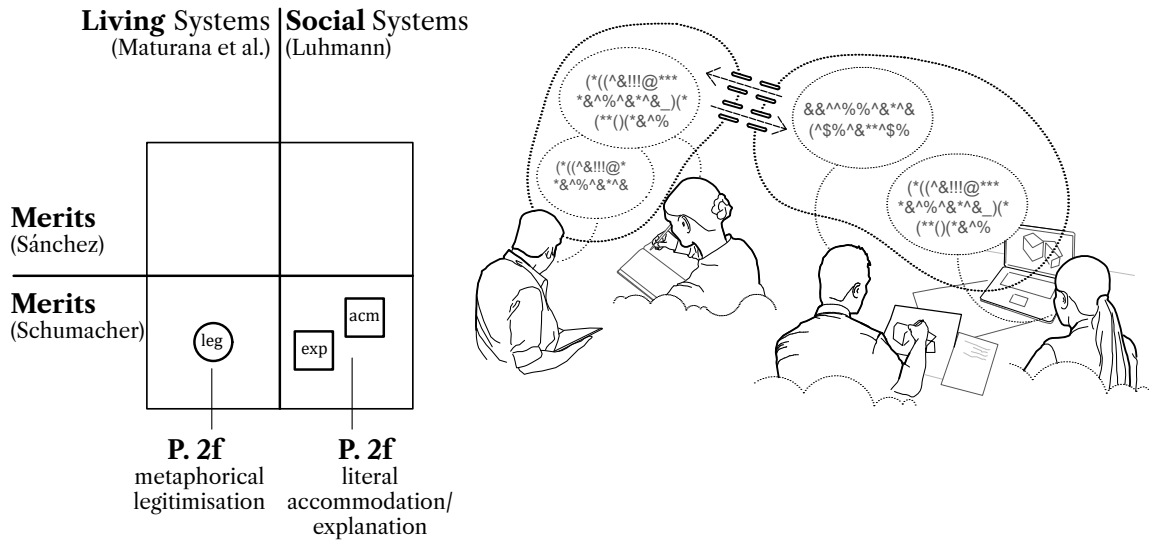 Living Systems
(Maturana et al.)
Social Systems
(Luhmann)
Merits
(Sánchez)
Merits
(Schumacher)
leg
exp
acm
P. 2f
metaphorical
legitimisation
P. 2f
literal
accommodation/
explanation
(*((^&!!!@***
*&^%^&*^&_)(*
(**()(*&^%
(*((^&!!!@*
*&^%^&*^&
&&^^%%^&*^&
(^$%^&**^$%
(*((^&!!!@***
*&^%^&*^&_)(*
(**()(*&^%